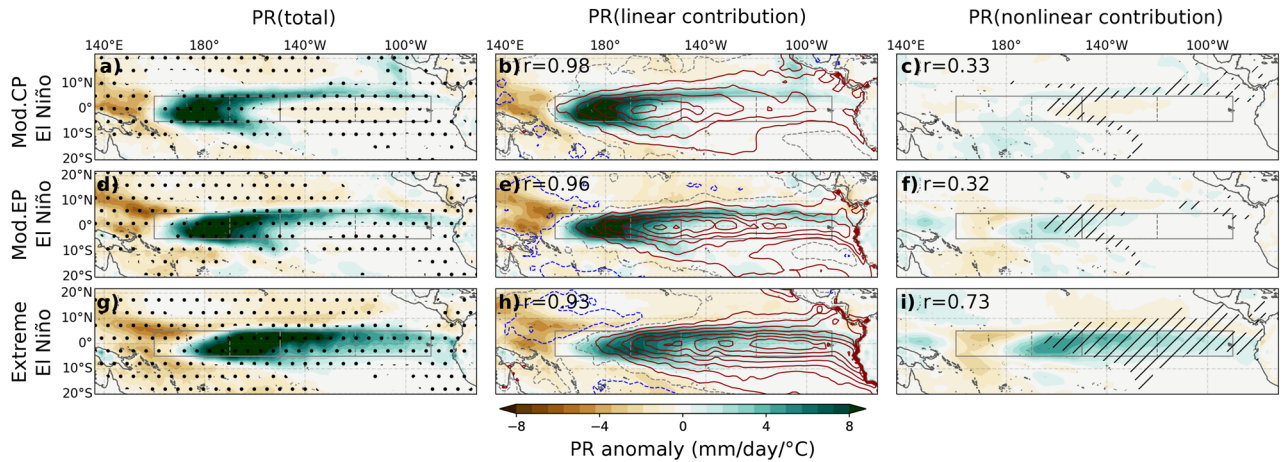 PR(total) PR(linear contribution) PR(nonlinear contribution)
140°E 180° 140°W 100°W 140°E 180° 140°W 100°W 140°E 180° 140°W 100°W
Mod.CP
El Niño
10°N
0°
10°S
20°S
a)
b) r=0.98
c) r=0.33
Mod.EP
El Niño
20°N
10°N
0°
10°S
20°S
d)
e) r=0.96
f) r=0.32
Extreme
El Niño
20°N
10°N
0°
10°S
20°S
g)
h) r=0.93
i) r=0.73
−8 −4 0 4 8
PR anomaly (mm/day/°C)